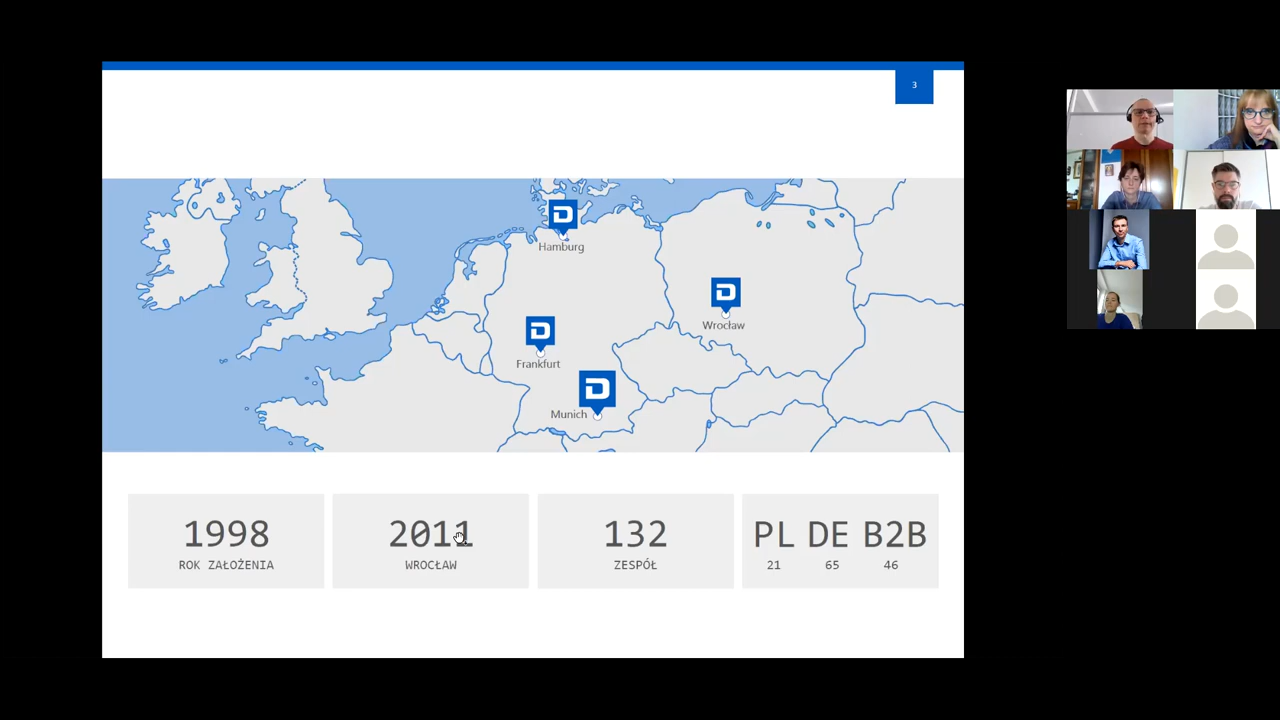 3
D
Hamburg
D
Wrocław
D
Frankfurt
D
Munich
1998
ROK ZAŁOŻENIA
2011
WROCŁAW
132
ZESPÓŁ
PL DE B2B
21 65 46